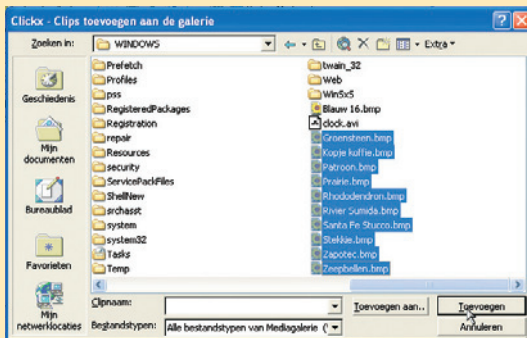 Clickx - Clips toevoegen aan de galerie
Zoeken in: WINDOWS Extra
Geschiedenis
Mijn documenten
Bureaublad
Favorieten
Mijn netwerklocaties
Prefetch
Profiles
pss
RegisteredPackages
Registration
repair
Resources
security
ServicePackFiles
ShellNew
srchasst
system
system32
Tasks
Temp
twain_32
Web
WinSxS
Blauw 16.bmp
clock.avi
Groensteen.bmp
Kopje koffie.bmp
Patroon.bmp
Prairie.bmp
Rhododendron.bmp
Rivier Sumida.bmp
Santa Fe Stucco.bmp
Stekkie.bmp
Zapotec.bmp
Zeepbellen.bmp
Clipnaam: Toevoegen aan.. Toevoegen
Bestandstypen: Alle bestandstypen van Mediagalerie (* Annuleren